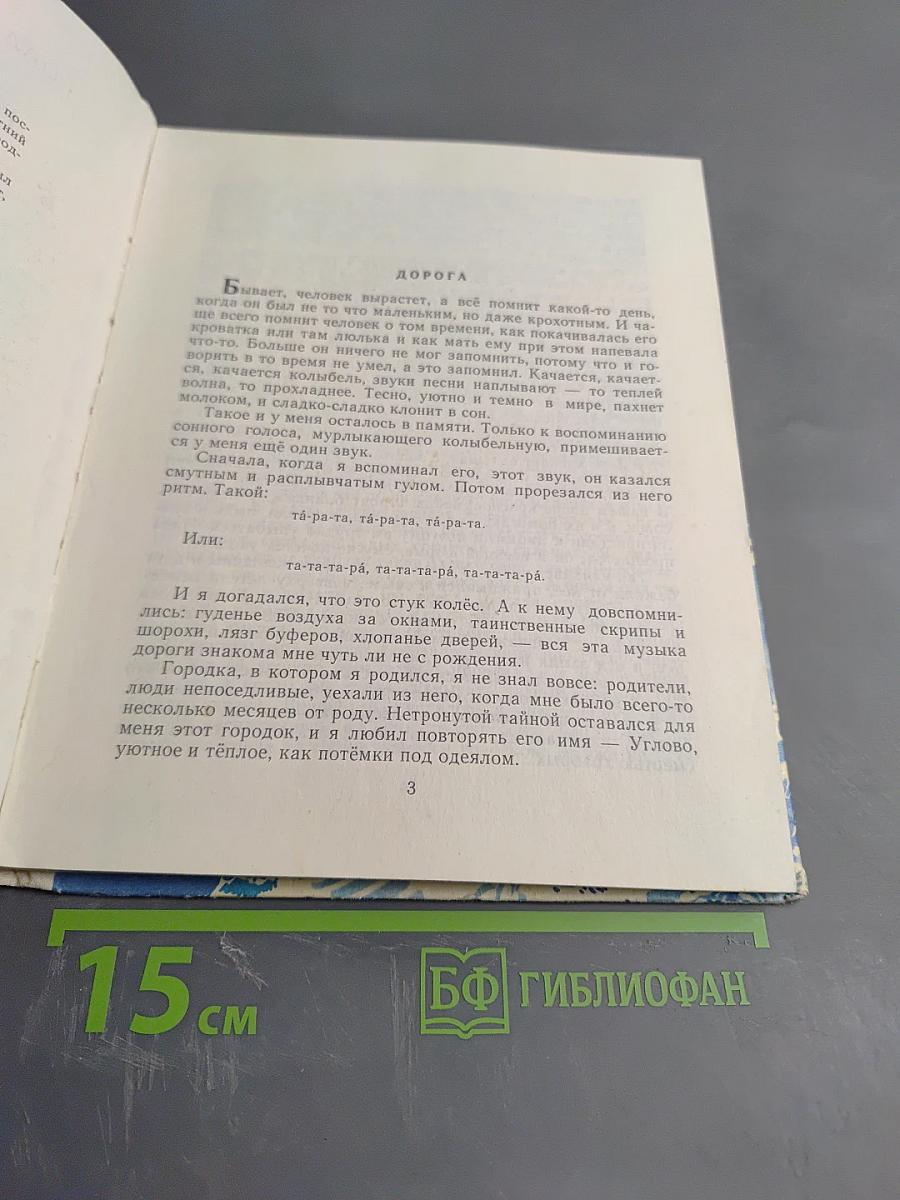 пос-
тний
род-
ДОРОГА
Бывает, человек вырастет, а всё помнит какой-то день,
когда он был не то что маленьким, но даже крохотным. И ча-
ще всего помнит человек о том времени, как покачивалась его
кроватка или там люлька и как мать ему при этом напевала
что-то. Больше он ничего не мог запомнить, потому что и го-
ворить в то время не умел, а это запомнил. Качается, качает-
ся, качается колыбель, звуки песни наплывают — то теплей
волна, то прохладнее. Тесно, уютно и темно в мире, пахнет
молоком, и сладко-сладко клонит в сон.
Такое и у меня осталось в памяти. Только к воспоминанию
сонного голоса, мурлыкающего колыбельную, примешивает-
ся у меня ещё один звук.
Сначала, когда я вспоминал его, этот звук, он казался
смутным и расплывчатым гулом. Потом прорезался из него
ритм. Такой:
та́-ра-та, та́-ра-та, та́-ра-та.
Или:
та-та-та-ра́, та-та-та-ра́, та-та-та-ра́.
И я догадался, что это стук колёс. А к нему довспомни-
лись: гуденье воздуха за окнами, таинственные скрипы и
шорохи, лязг буферов, хлопанье дверей, — вся эта музыка
дороги знакома мне чуть ли не с рождения.
Городка, в котором я родился, я не знал вовсе: родители,
люди непоседливые, уехали из него, когда мне было всего-то
несколько месяцев от роду. Нетронутой тайной оставался для
меня этот городок, и я любил повторять его имя — Углово,
уютное и тёплое, как потёмки под одеялом.
3
15 см
БФ ГИБЛИОФАН